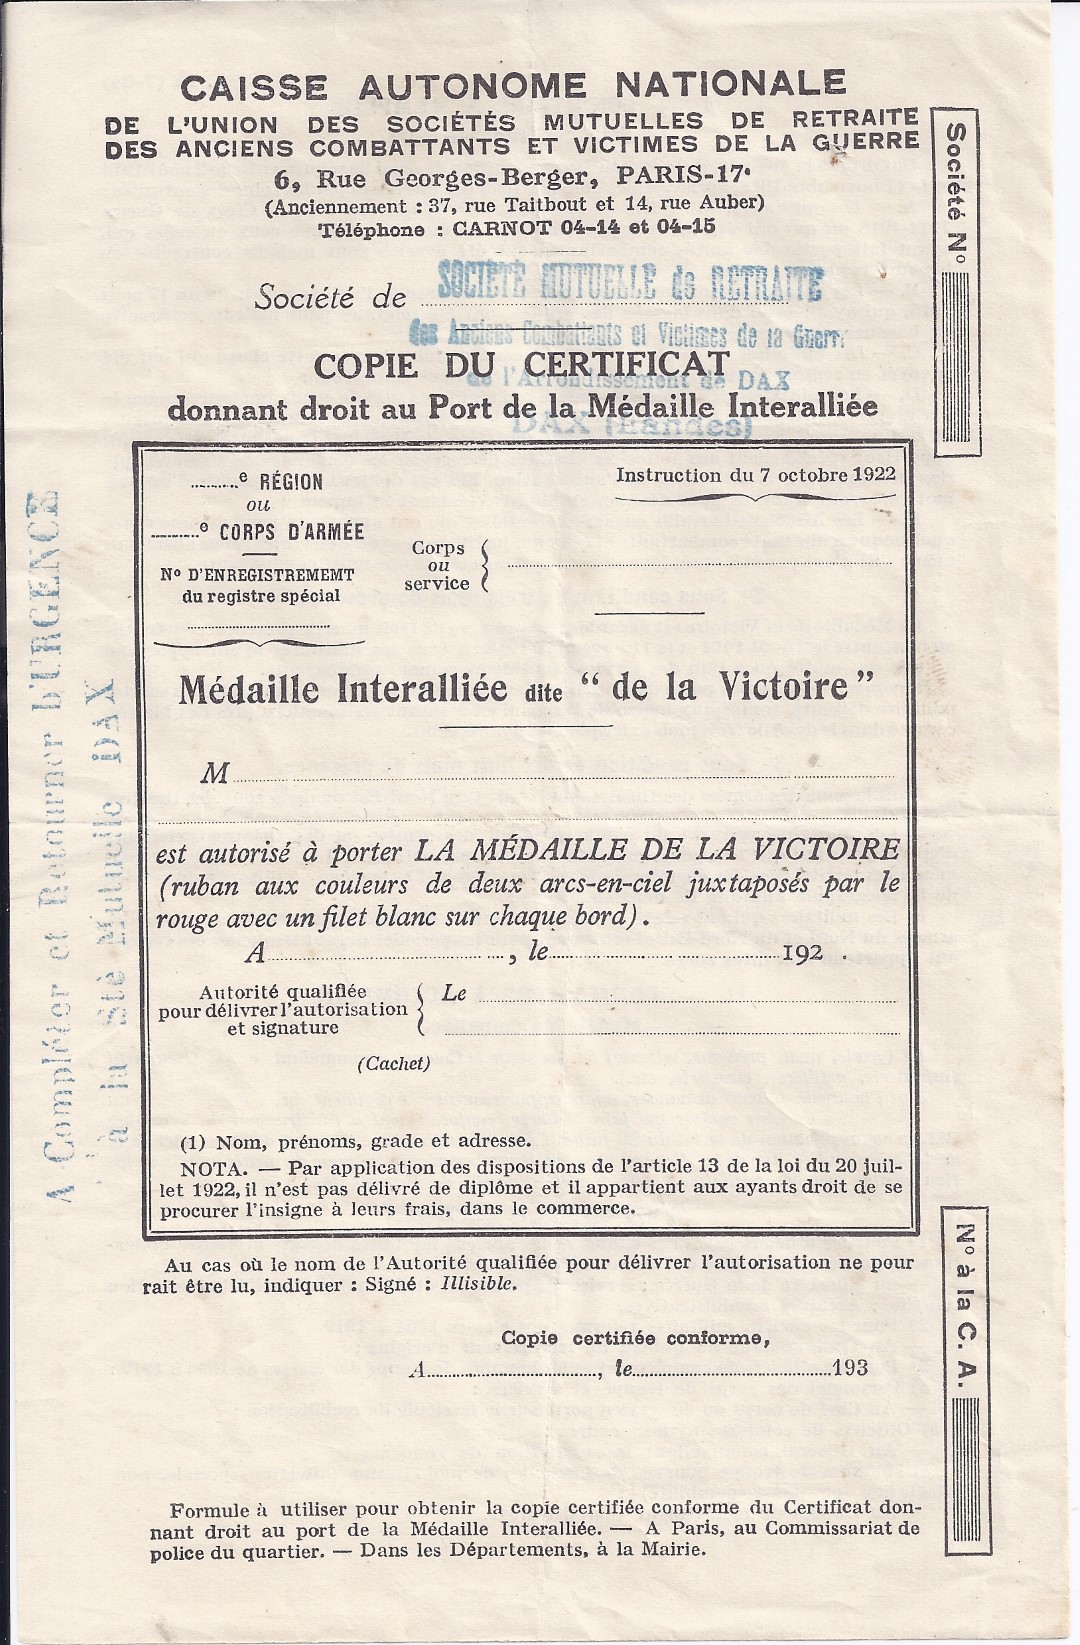 CAISSE AUTONOME NATIONALE
DE L'UNION DES SOCIÉTÉS MUTUELLES DE RETRAITE
DES ANCIENS COMBATTANTS ET VICTIMES DE LA GUERRE
6, Rue Georges-Berger, PARIS-17e
(Anciennement : 37, rue Taitbout et 14, rue Auber)
Téléphone : CARNOT 04-14 et 04-15
Société No
Société de SOCIÉTÉ MUTUELLE de RETRAITE
des Anciens Combattants et Victimes de la Guerre
COPIE DU CERTIFICAT
de l'Arrondissement de DAX
donnant droit au Port de la Médaille Interalliée
DAX (Landes)
e RÉGION
ou
e CORPS D'ARMÉE
No D'ENREGISTREMEMT
du registre spécial
Instruction du 7 octobre 1922
Corps
ou
service
Médaille Interalliée dite “ de la Victoire ”
M
est autorisé à porter LA MÉDAILLE DE LA VICTOIRE
(ruban aux couleurs de deux arcs-en-ciel juxtaposés par le
rouge avec un filet blanc sur chaque bord).
A , le 192 .
Autorité qualifiée
pour délivrer l'autorisation
et signature
Le
(Cachet)
(1) Nom, prénoms, grade et adresse.
NOTA. — Par application des dispositions de l'article 13 de la loi du 20 juil-
let 1922, il n'est pas délivré de diplôme et il appartient aux ayants droit de se
procurer l'insigne à leurs frais, dans le commerce.
Au cas où le nom de l'Autorité qualifiée pour délivrer l'autorisation ne pour
rait être lu, indiquer : Signé : Illisible.
Copie certifiée conforme,
A , le 193
No à la C. A.
Formule à utiliser pour obtenir la copie certifiée conforme du Certificat don-
nant droit au port de la Médaille Interalliée. — A Paris, au Commissariat de
police du quartier. — Dans les Départements, à la Mairie.
A Compléter et Retourner D'URGENCE
à la Sté Mutuelle DAX